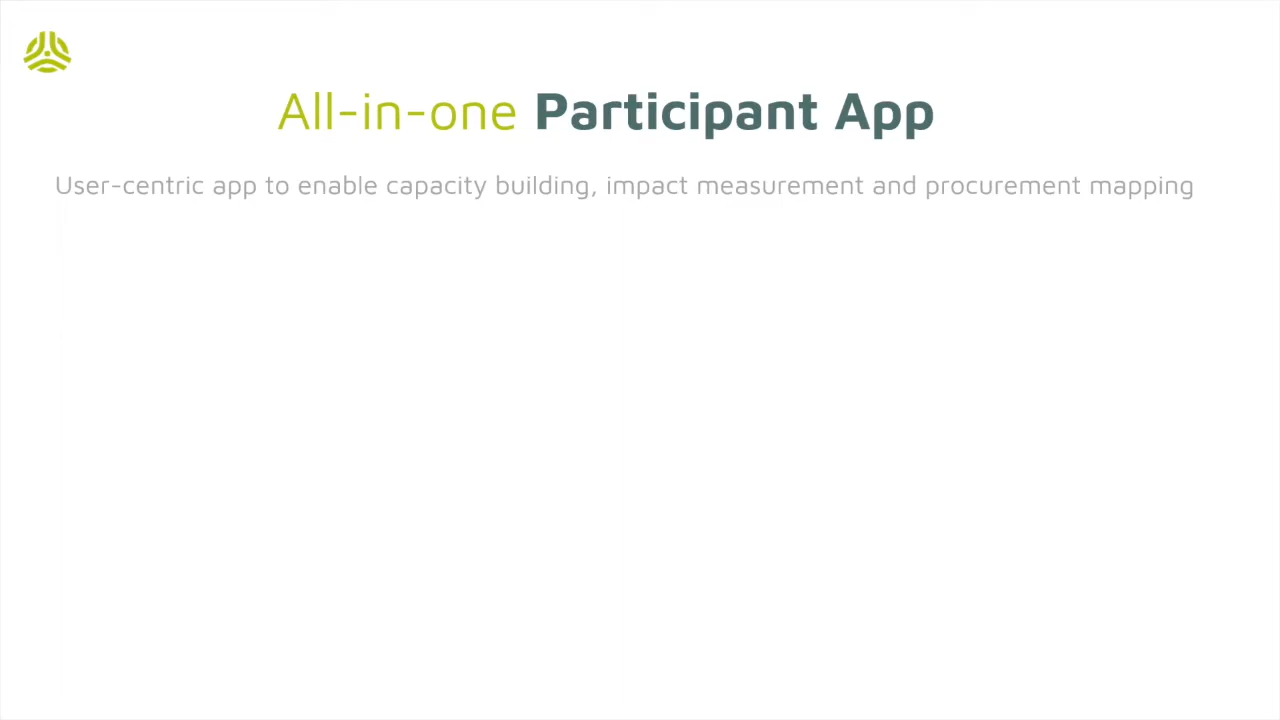 All-in-one Participant App
User-centric app to enable capacity building, impact measurement and procurement mapping